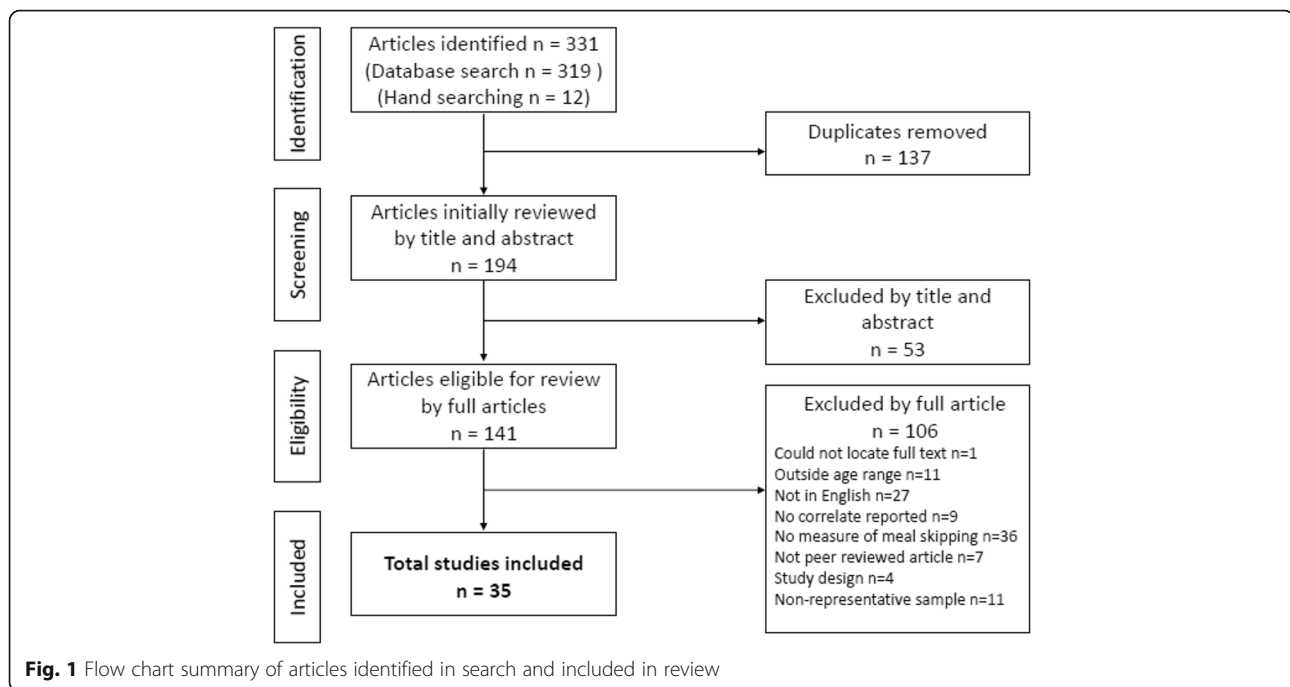 Identification
Articles identified n = 331
(Database search n = 319 )
(Hand searching n = 12)
Duplicates removed
n = 137
Screening
Articles initially reviewed
by title and abstract
n = 194
Excluded by title and
abstract
n = 53
Eligibility
Articles eligible for review
by full articles
n = 141
Excluded by full article
n = 106
Could not locate full text n=1
Outside age range n=11
Not in English n=27
No correlate reported n=9
No measure of meal skipping n=36
Not peer reviewed article n=7
Study design n=4
Non-representative sample n=11
Included
Total studies included
n = 35
Fig. 1 Flow chart summary of articles identified in search and included in review